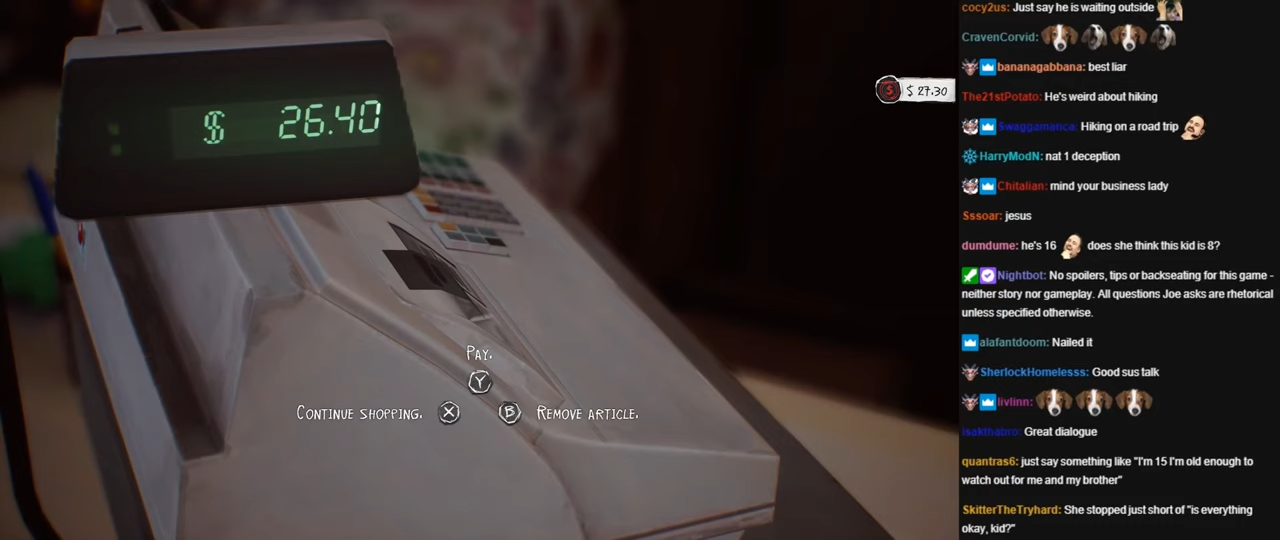 $ 26.40
$ 27.30
PAY.
Y
CONTINUE SHOPPING. X B REMOVE ARTICLE.
cocy2us: Just say he is waiting outside
CravenCorvid:
bananagabbana: best liar
The21stPotato: He's weird about hiking
Swaggamanca: Hiking on a road trip
HarryModN: nat 1 deception
Chitalian: mind your business lady
Sssoar: jesus
dumdume: he's 16 does she think this kid is 8?
Nightbot: No spoilers, tips or backseating for this game -
neither story nor gameplay. All questions Joe asks are rhetorical
unless specified otherwise.
alafantdoom: Nailed it
SherlockHomelesss: Good sus talk
livlinn:
isakthauro: Great dialogue
quantras6: just say something like "I'm 15 I'm old enough to
watch out for me and my brother"
SkitterTheTryhard: She stopped just short of "is everything
okay, kid?"